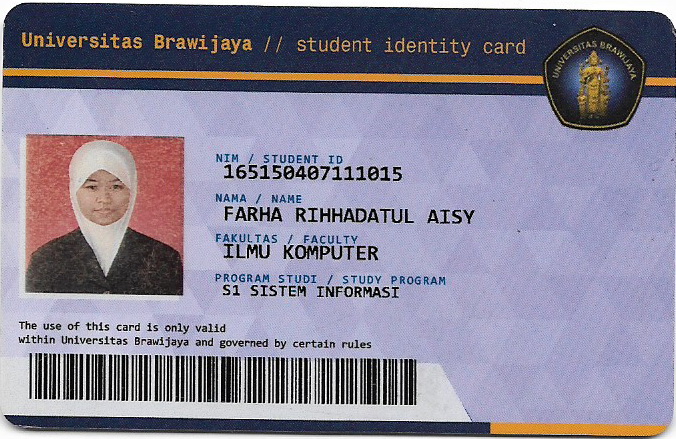 Universitas Brawijaya // student identity card
UNIVERSITAS BRAWIJAYA
NIM / STUDENT ID
165150407111015
NAMA / NAME
FARHA RIHHADATUL AISY
FAKULTAS / FACULTY
ILMU KOMPUTER
PROGRAM STUDI / STUDY PROGRAM
S1 SISTEM INFORMASI
The use of this card is only valid
within Universitas Brawijaya and governed by certain rules